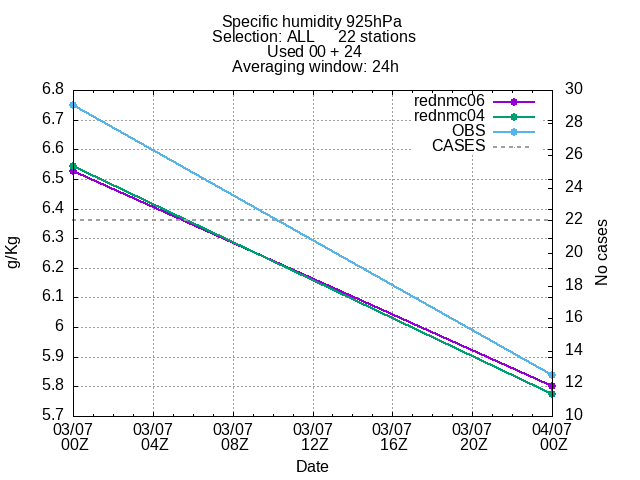 Specific humidity 925hPa
Selection: ALL 22 stations
Used 00 + 24
Averaging window: 24h
rednmc06
rednmc04
OBS
CASES
6.8
6.7
6.6
6.5
6.4
6.3
6.2
6.1
6
5.9
5.8
5.7
g/Kg
30
28
26
24
22
20
18
16
14
12
10
No cases
03/07 03/07 03/07 03/07 03/07 03/07 04/07
00Z 04Z 08Z 12Z 16Z 20Z 00Z
Date